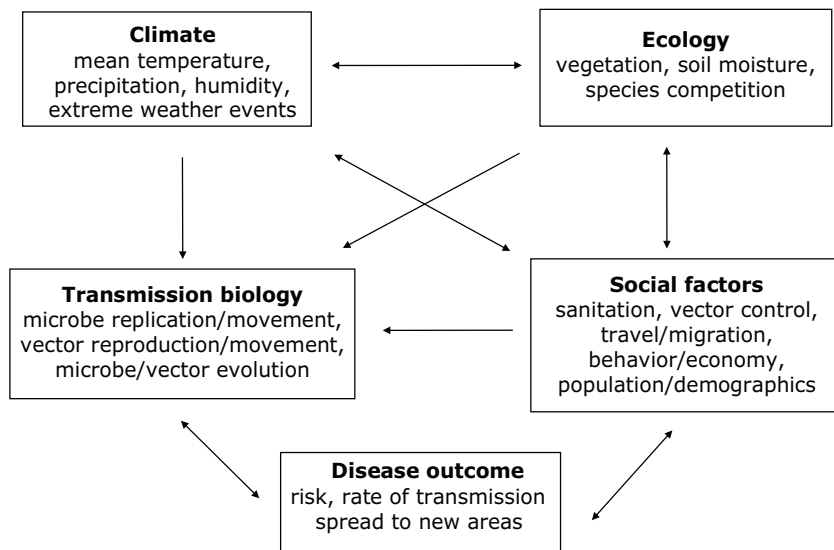 Climate
mean temperature,
precipitation, humidity,
extreme weather events
Ecology
vegetation, soil moisture,
species competition
Transmission biology
microbe replication/movement,
vector reproduction/movement,
microbe/vector evolution
Social factors
sanitation, vector control,
travel/migration,
behavior/economy,
population/demographics
Disease outcome
risk, rate of transmission
spread to new areas